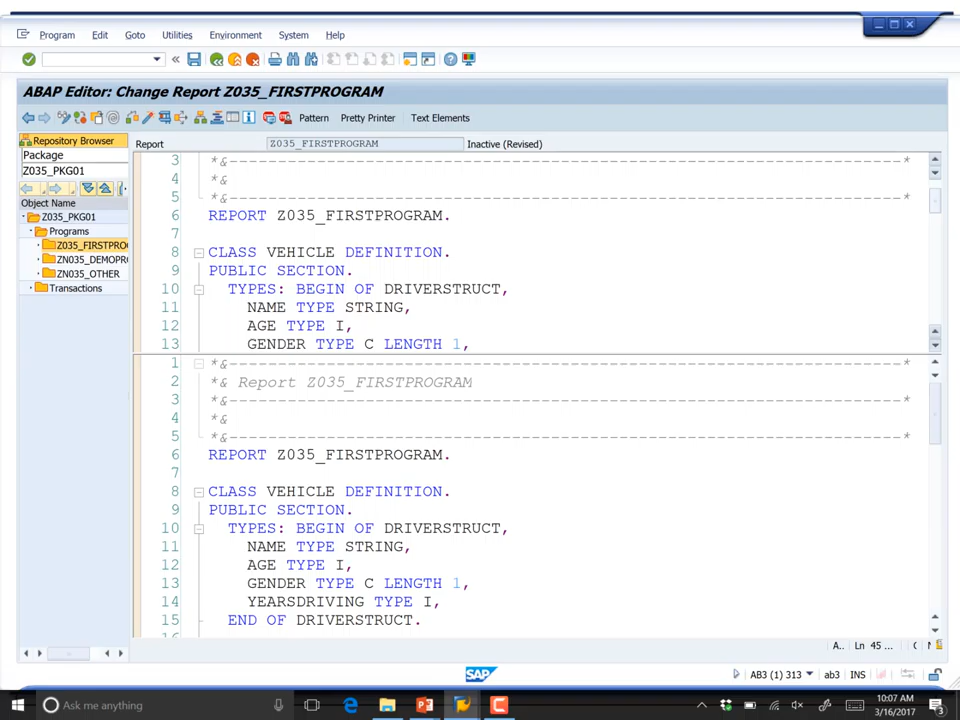 Program Edit Goto Utilities Environment System Help
ABAP Editor: Change Report Z035_FIRSTPROGRAM
Pattern Pretty Printer Text Elements
Repository Browser
Package
Z035_PKG01
Object Name
Z035_PKG01
Programs
Z035_FIRSTPRO
ZN035_DEMOPR
ZN035_OTHER
Transactions
Report Z035_FIRSTPROGRAM Inactive (Revised)
3 *&---------------------------------------------------------------------*
4 *&
5 *&---------------------------------------------------------------------*
6 REPORT Z035_FIRSTPROGRAM.
7
8 CLASS VEHICLE DEFINITION.
9 PUBLIC SECTION.
10 TYPES: BEGIN OF DRIVERSTRUCT,
11 NAME TYPE STRING,
12 AGE TYPE I,
13 GENDER TYPE C LENGTH 1,
1 *&---------------------------------------------------------------------*
2 *& Report Z035_FIRSTPROGRAM
3 *&---------------------------------------------------------------------*
4 *&
5 *&---------------------------------------------------------------------*
6 REPORT Z035_FIRSTPROGRAM.
7
8 CLASS VEHICLE DEFINITION.
9 PUBLIC SECTION.
10 TYPES: BEGIN OF DRIVERSTRUCT,
11 NAME TYPE STRING,
12 AGE TYPE I,
13 GENDER TYPE C LENGTH 1,
14 YEARSDRIVING TYPE I,
15 END OF DRIVERSTRUCT.
A.. Ln 45 ...
SAP
AB3 (1) 313 ab3 INS
Ask me anything
10:07 AM
3/16/2017
3